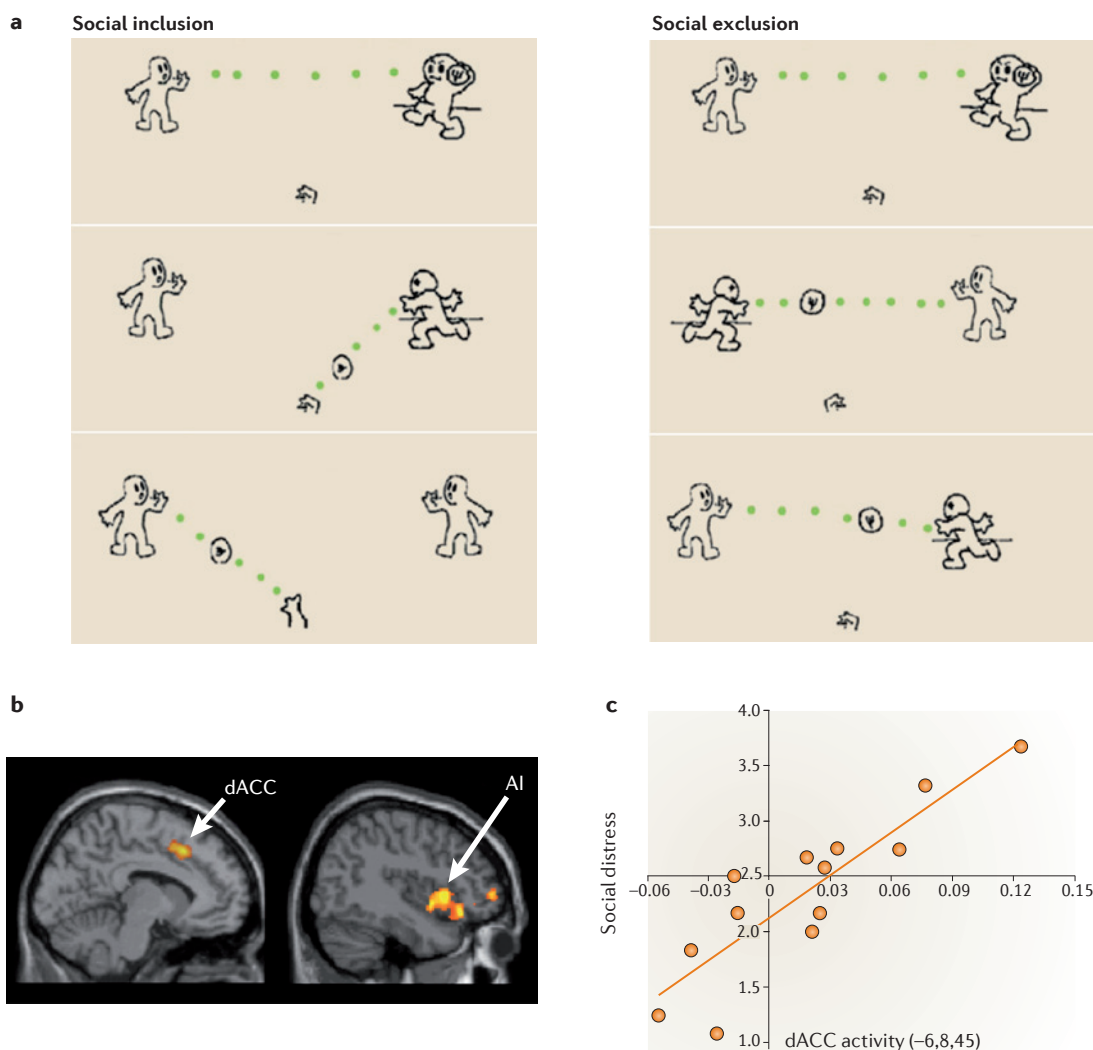 a
Social inclusion
Social exclusion
b
dACC
AI
c
Social distress
4.0
3.5
3.0
2.5
2.0
1.5
1.0
–0.06
–0.03
0
0.03
0.06
0.09
0.12
0.15
dACC activity (–6,8,45)